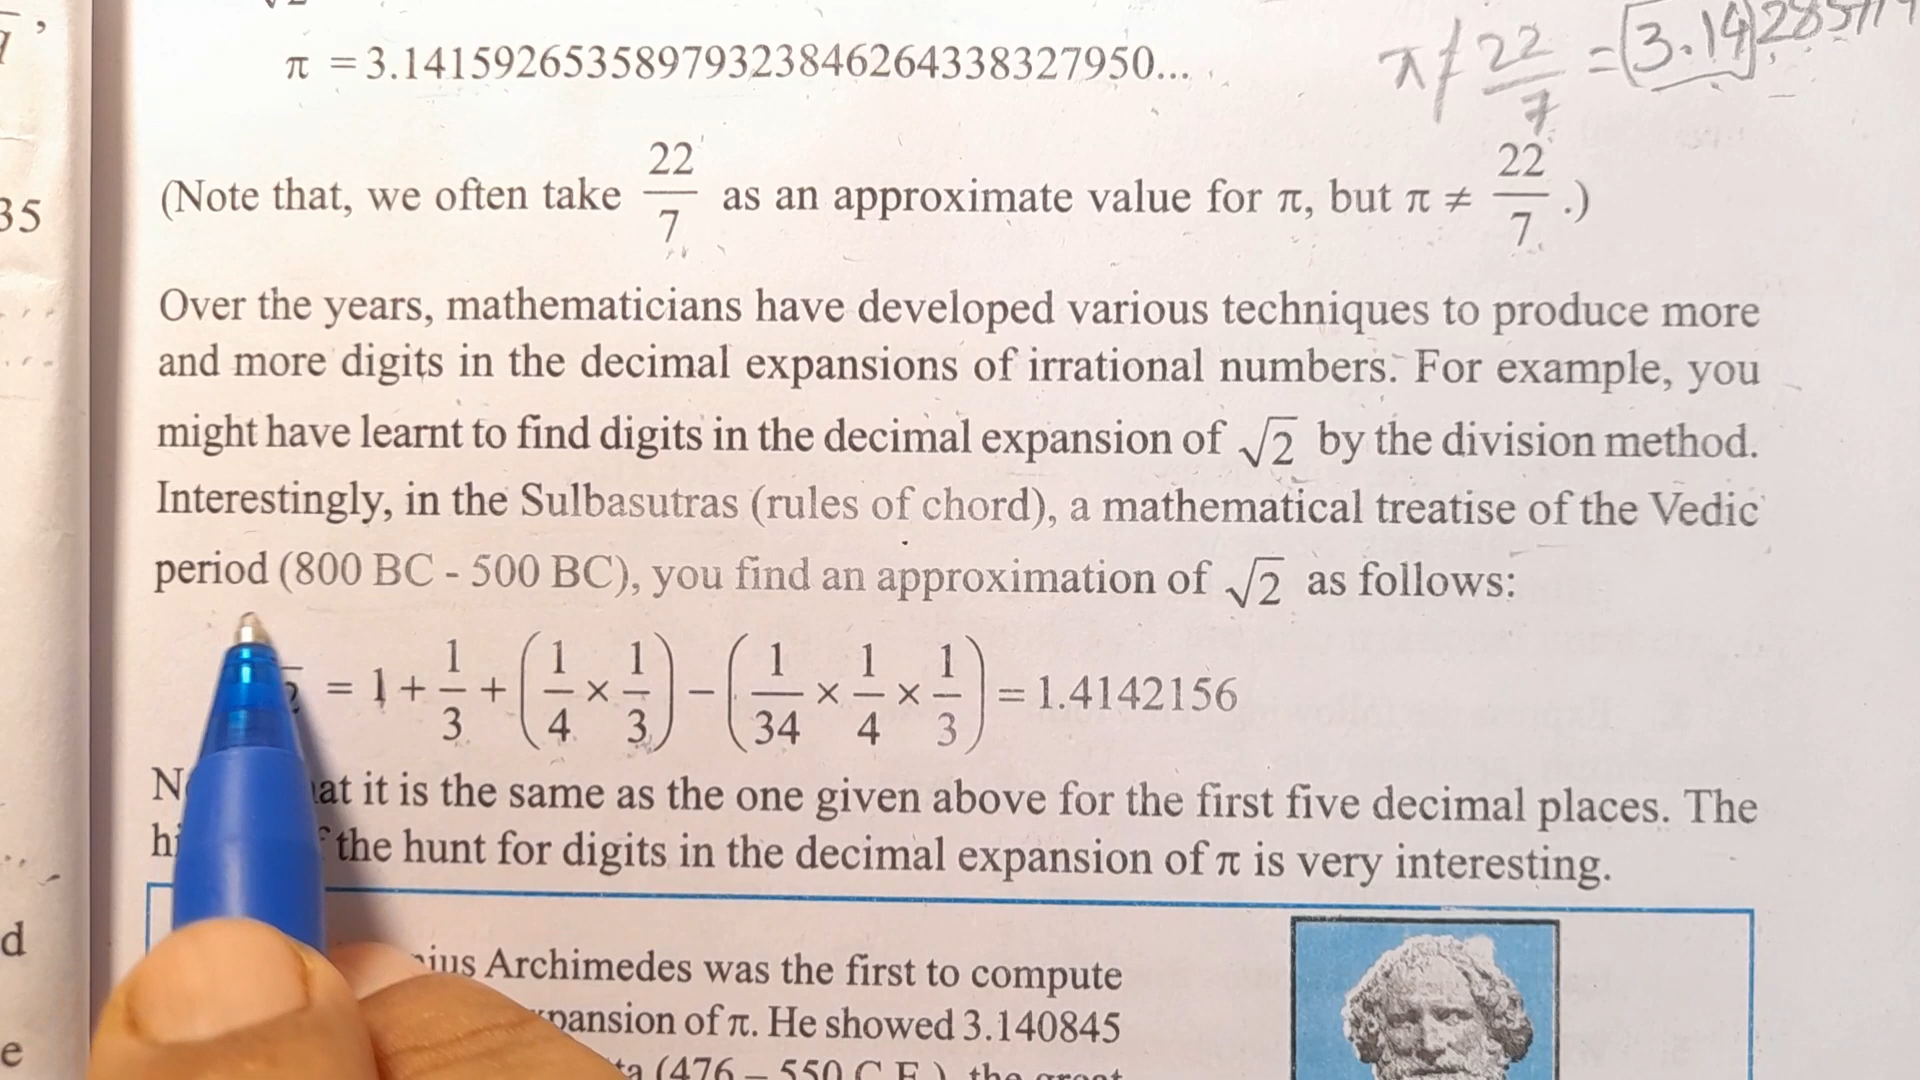 π = 3.14159265358979323846264338327950...
π ≠ 22/7 = 3.14285714
35
(Note that, we often take 22/7 as an approximate value for π, but π ≠ 22/7 .)
Over the years, mathematicians have developed various techniques to produce more
and more digits in the decimal expansions of irrational numbers. For example, you
might have learnt to find digits in the decimal expansion of √2 by the division method.
Interestingly, in the Sulbasutras (rules of chord), a mathematical treatise of the Vedic
period (800 BC - 500 BC), you find an approximation of √2 as follows:
= 1 + 1/3 + (1/4 × 1/3) − (1/34 × 1/4 × 1/3) = 1.4142156
it is the same as the one given above for the first five decimal places. The
the hunt for digits in the decimal expansion of π is very interesting.
d
Archimedes was the first to compute
of π. He showed 3.140845
e
(476 – 550 C.E.), the great